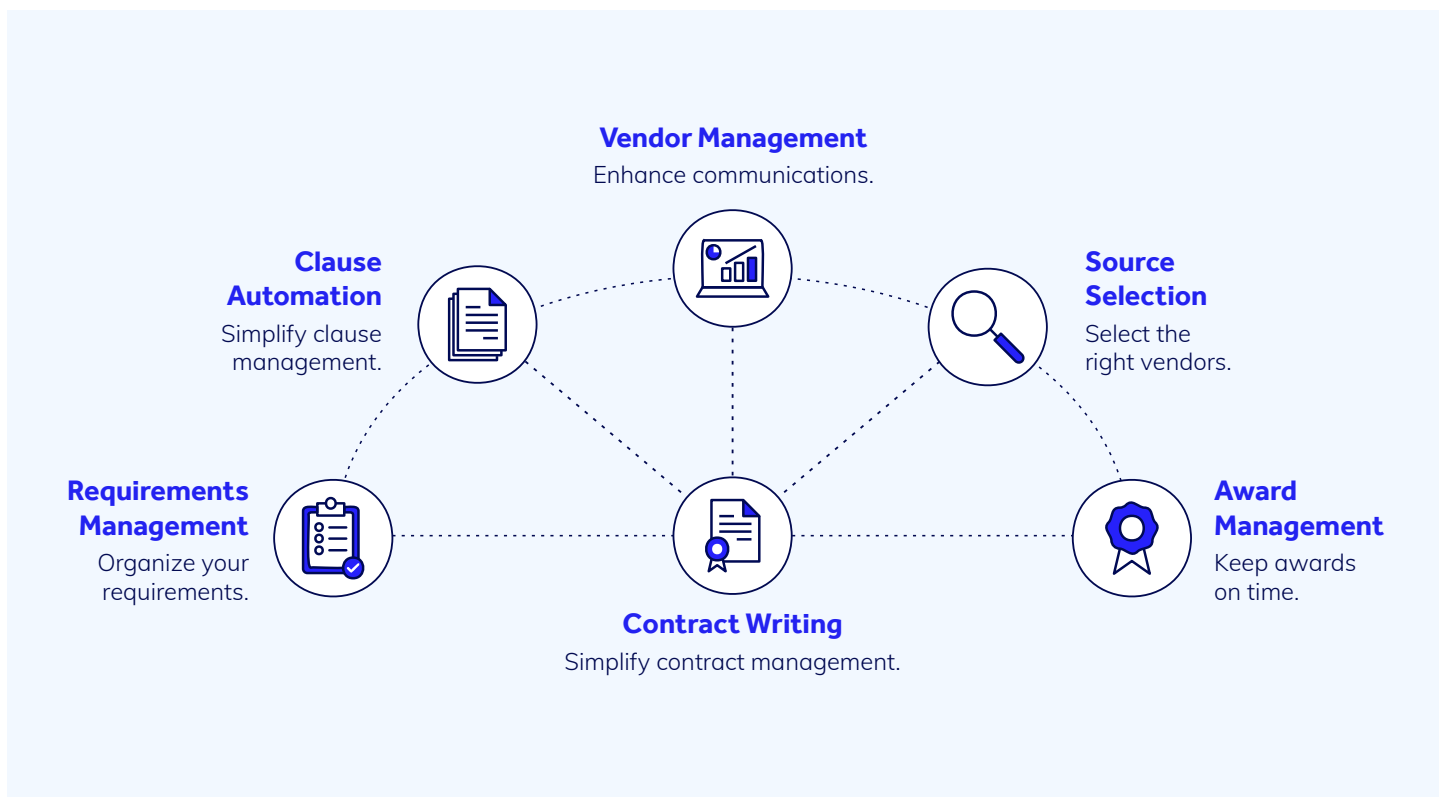 Vendor Management
Enhance communications.
Clause
Automation
Simplify clause
management.
Source
Selection
Select the
right vendors.
Requirements
Management
Organize your
requirements.
Award
Management
Keep awards
on time.
Contract Writing
Simplify contract management.